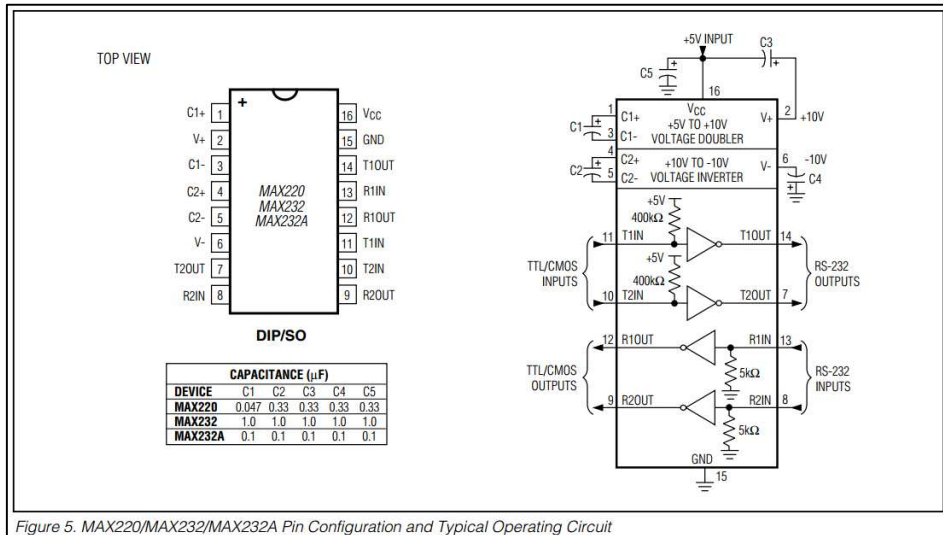 TOP VIEW
+
C1+ 1
V+ 2
C1- 3
C2+ 4
C2- 5
V- 6
T2OUT 7
R2IN 8
MAX220
MAX232
MAX232A
16 VCC
15 GND
14 T1OUT
13 R1IN
12 R1OUT
11 T1IN
10 T2IN
9 R2OUT
DIP/SO
CAPACITANCE (μF)
DEVICE C1 C2 C3 C4 C5
MAX220 0.047 0.33 0.33 0.33 0.33
MAX232 1.0 1.0 1.0 1.0 1.0
MAX232A 0.1 0.1 0.1 0.1 0.1
+5V INPUT
C3
+
C5
+
16
1
C1
+
3
C1+
C1-
VCC
+5V TO +10V
VOLTAGE DOUBLER
V+
2
+10V
4
C2
+
5
C2+
C2-
+10V TO -10V
VOLTAGE INVERTER
V-
6
-10V
+
C4
+5V
400kΩ
11 T1IN
T1OUT 14
TTL/CMOS
INPUTS
+5V
400kΩ
RS-232
OUTPUTS
10 T2IN
T2OUT 7
12 R1OUT
R1IN 13
TTL/CMOS
OUTPUTS
5kΩ
RS-232
INPUTS
9 R2OUT
R2IN 8
5kΩ
GND
15
Figure 5. MAX220/MAX232/MAX232A Pin Configuration and Typical Operating Circuit